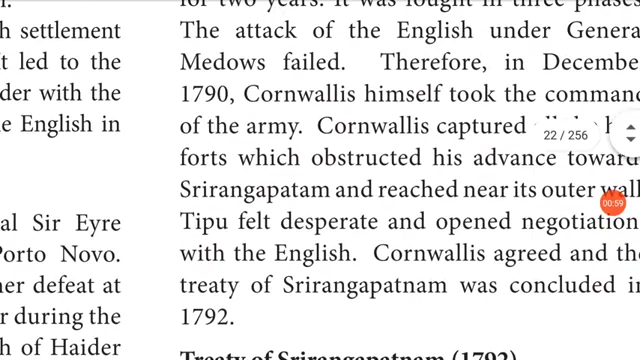 h settlement
t led to the
der with the
e English in
al Sir Eyre
Porto Novo.
her defeat at
r during the
h of Haider
for two years. It was fought in three phases
The attack of the English under Genera
Medows failed. Therefore, in Decembe
1790, Cornwallis himself took the command
of the army. Cornwallis captured
forts which obstructed his advance toward
Srirangapatam and reached near its outer wall
Tipu felt desperate and opened negotiation
with the English. Cornwallis agreed and the
treaty of Srirangapatnam was concluded in
1792.
Treaty of Srirangapatnam (1792)
22 / 256
00:59